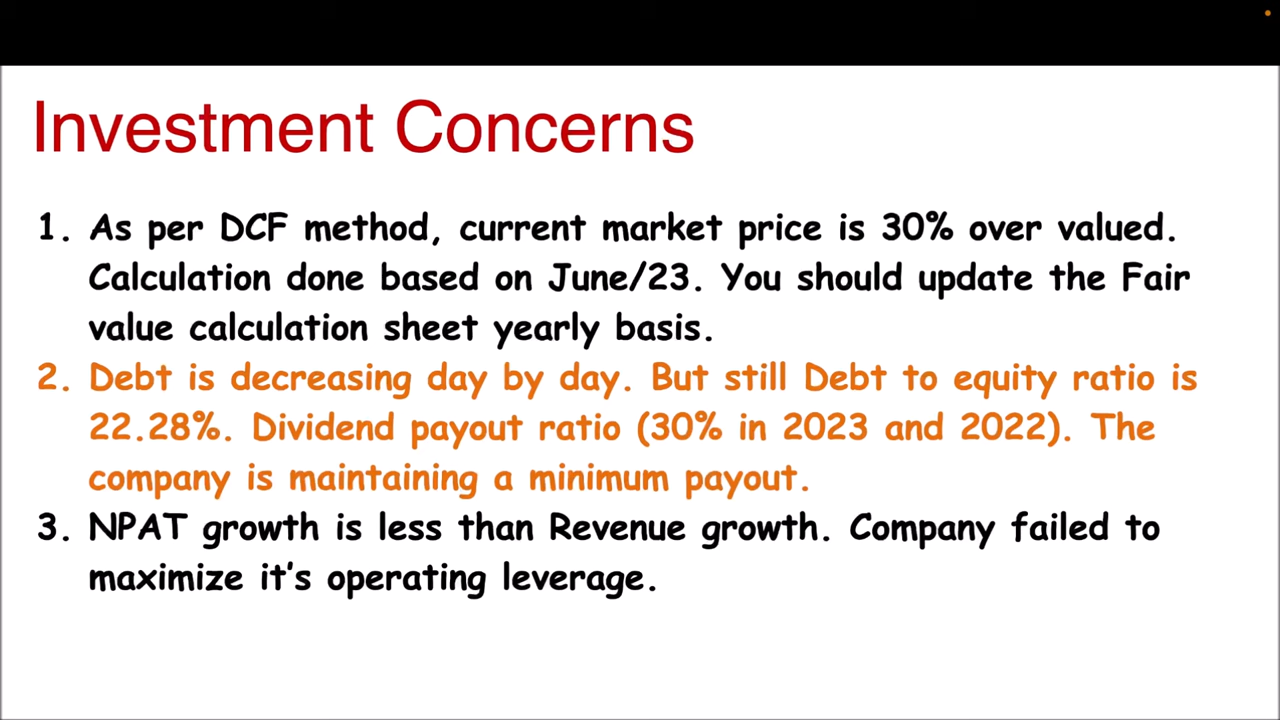 Investment Concerns
1. As per DCF method, current market price is 30% over valued.
Calculation done based on June/23. You should update the Fair
value calculation sheet yearly basis.
2. Debt is decreasing day by day. But still Debt to equity ratio is
22.28%. Dividend payout ratio (30% in 2023 and 2022). The
company is maintaining a minimum payout.
3. NPAT growth is less than Revenue growth. Company failed to
maximize it's operating leverage.